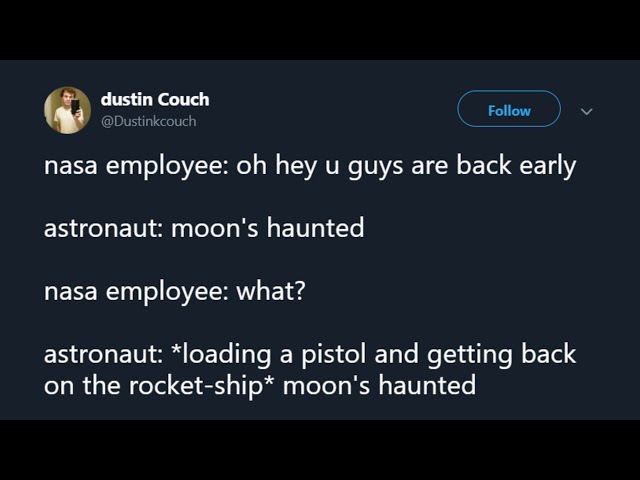 dustin Couch
@Dustinkcouch
Follow
nasa employee: oh hey u guys are back early
astronaut: moon's haunted
nasa employee: what?
astronaut: *loading a pistol and getting back
on the rocket-ship* moon's haunted